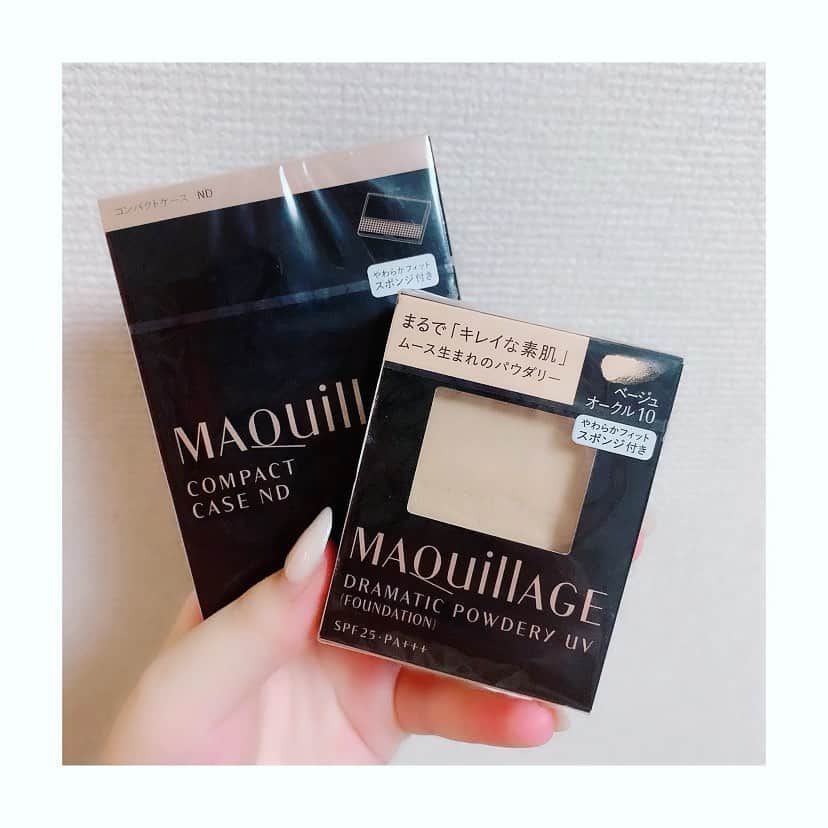 コンパクトケース ND
やわらかフィット
スポンジ付き
MAQuill
COMPACT
CASE ND
まるで「キレイな素肌」
ムース生まれのパウダリー
ベージュ
オークル10
やわらかフィット
スポンジ付き
MAQuillAGE
DRAMATIC POWDERY UV
(FOUNDATION)
SPF25・PA+++